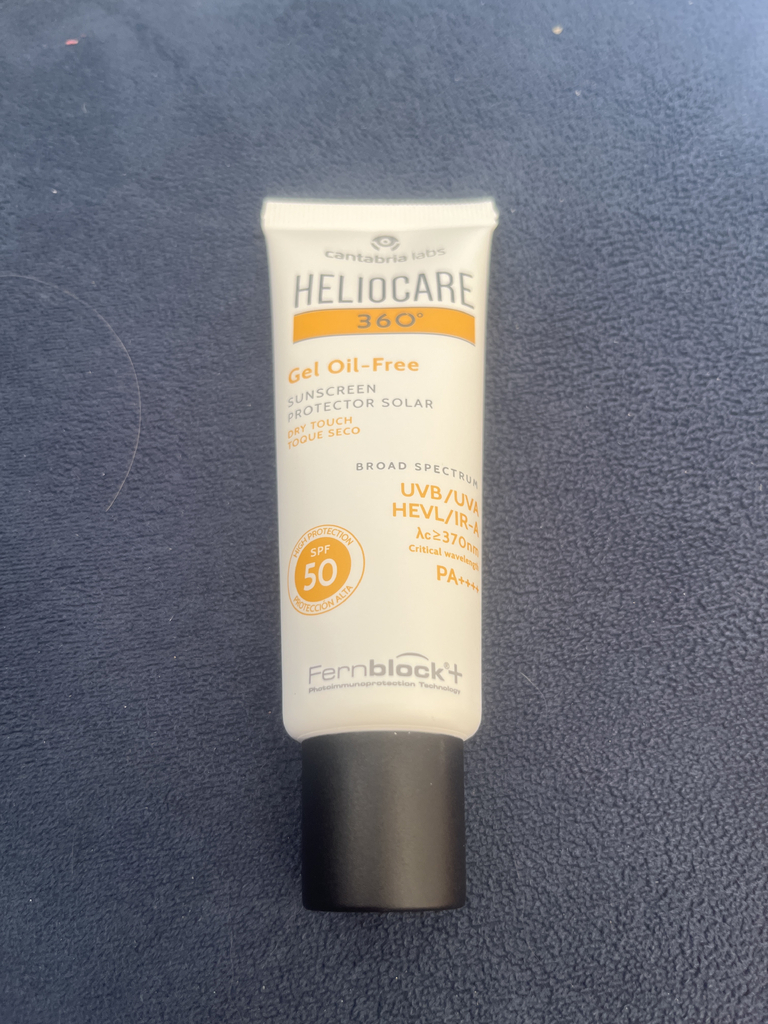 cantabria labs
HELIOCARE
360°
Gel Oil-Free
SUNSCREEN
PROTECTOR SOLAR
DRY TOUCH
TOQUE SECO
BROAD SPECTRUM
UVB/UVA
HEVL/IR-A
λc≥370nm
Critical wavelength
PA++++
HIGH PROTECTION
SPF
50
PROTECCIÓN ALTA
Fernblock®+
Photoimmunoprotection Technology